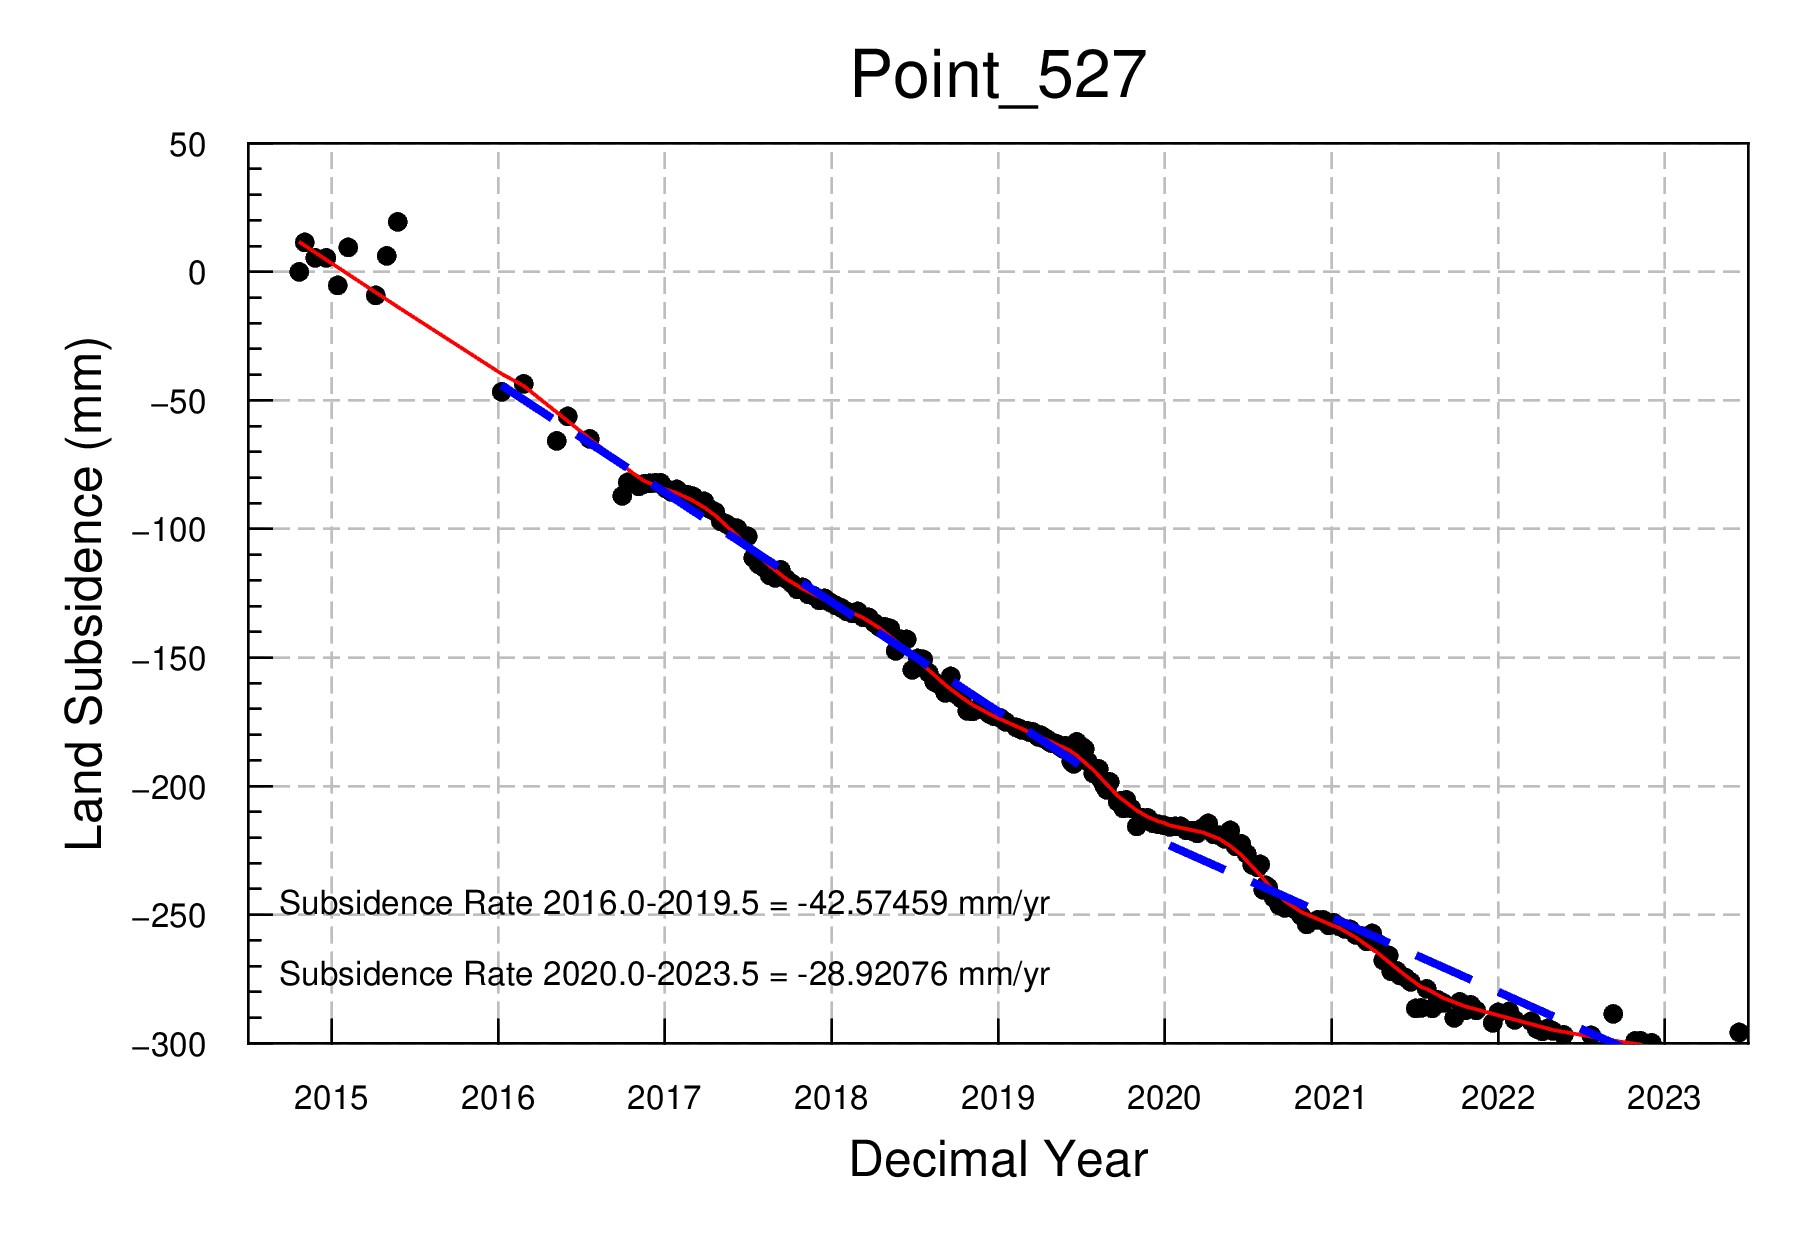 Point_527
50
0
−50
−100
−150
−200
−250
−300
Land Subsidence (mm)
Subsidence Rate 2016.0-2019.5 = -42.57459 mm/yr
Subsidence Rate 2020.0-2023.5 = -28.92076 mm/yr
2015 2016 2017 2018 2019 2020 2021 2022 2023
Decimal Year